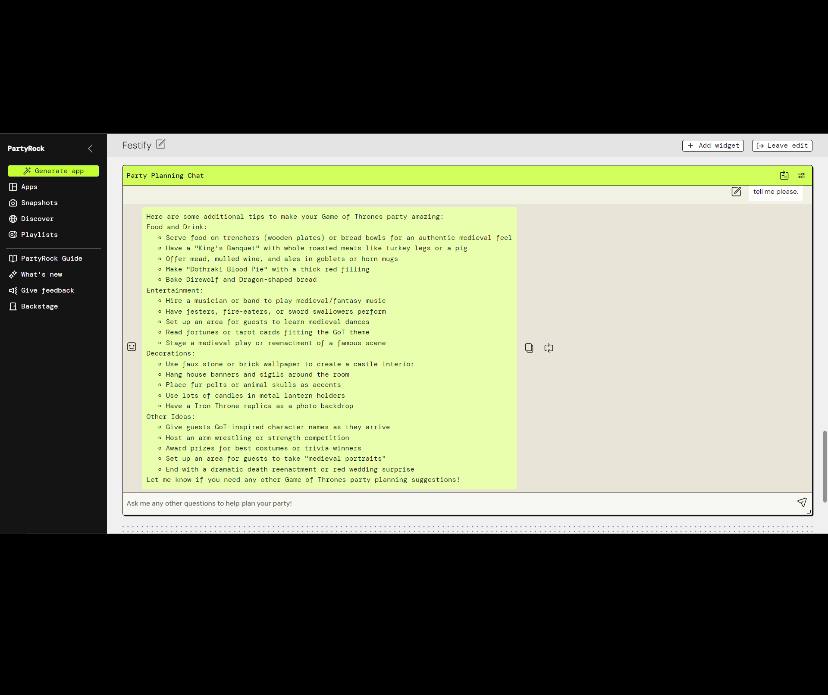 PartyRock
Generate app
Apps
Snapshots
Discover
Playlists
PartyRock Guide
What's new
Give feedback
Backstage
Festify
+ Add widget
Leave edit
Party Planning Chat
tell me please.
Here are some additional tips to make your Game of Thrones party amazing:
Food and Drink:
Serve food on trenchers (wooden plates) or bread bowls for an authentic medieval feel
Have a "King's Banquet" with whole roasted meats like turkey legs or a pig
Offer mead, mulled wine, and ales in goblets or horn mugs
Make "Dothraki Blood Pie" with a thick red filling
Bake Direwolf and Dragon-shaped bread
Entertainment:
Hire a musician or band to play medieval/fantasy music
Have jesters, fire-eaters, or sword swallowers perform
Set up an area for guests to learn medieval dances
Read fortunes or tarot cards fitting the GoT theme
Stage a medieval play or reenactment of a famous scene
Decorations:
Use faux stone or brick wallpaper to create a castle interior
Hang house banners and sigils around the room
Place fur pelts or animal skulls as accents
Use lots of candles in metal lantern holders
Have a Iron Throne replica as a photo backdrop
Other Ideas:
Give guests GoT-inspired character names as they arrive
Host an arm wrestling or strength competition
Award prizes for best costumes or trivia winners
Set up an area for guests to take "medieval portraits"
End with a dramatic death reenactment or red wedding surprise
Let me know if you need any other Game of Thrones party planning suggestions!
Ask me any other questions to help plan your party!